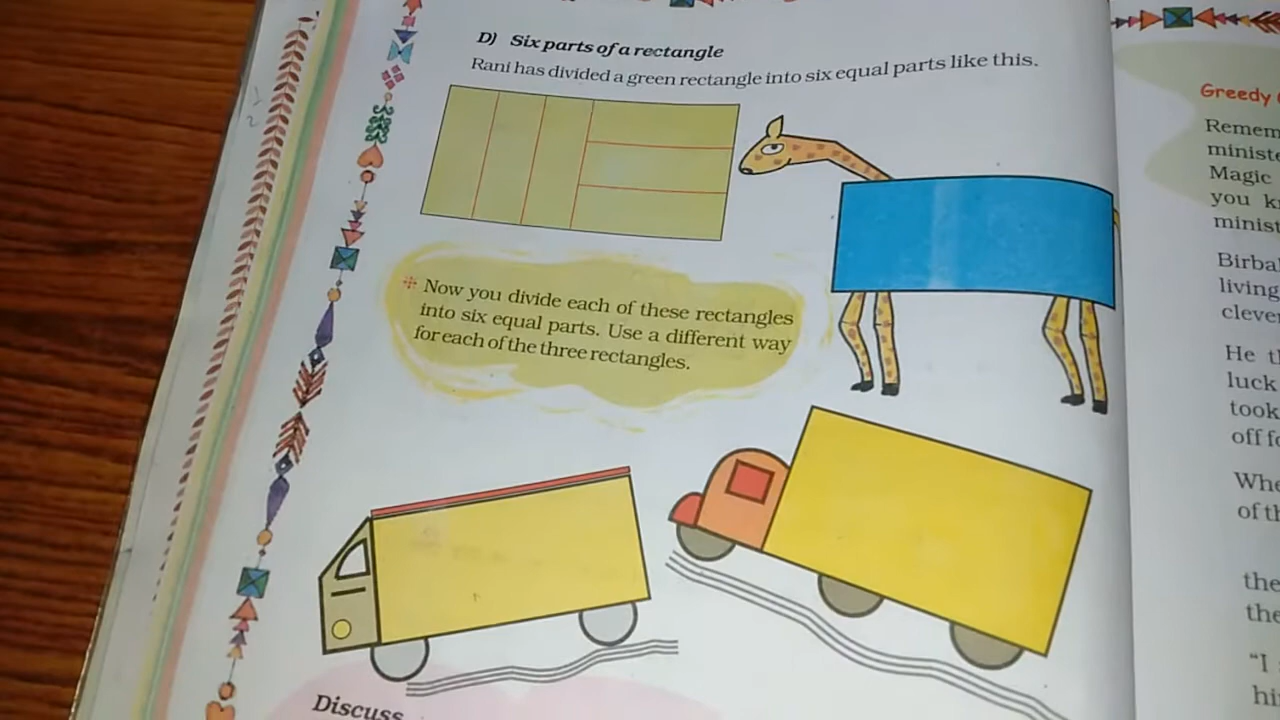 D) Six parts of a rectangle
Rani has divided a green rectangle into six equal parts like this.
Now you divide each of these rectangles
into six equal parts. Use a different way
for each of the three rectangles.
Discuss
Greedy
Remem
ministe
Magic
you k
minist
Birba
living
clever
He th
luck
took
off fo
Whe
of th
the
the
"I
hi